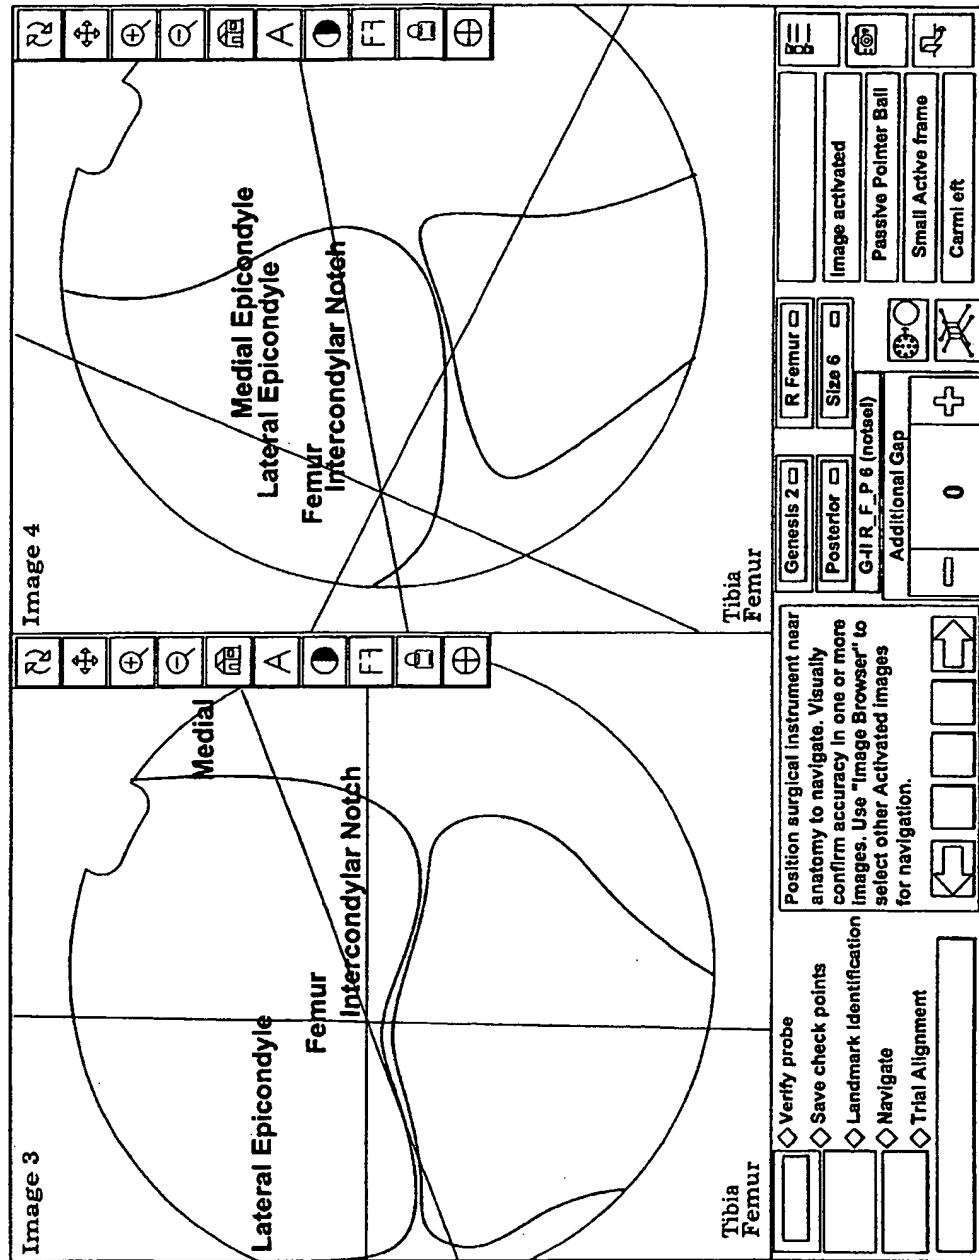 Image 3
Medial
Lateral Epicondyle
Femur
Intercondylar Notch
Tibia
Femur
A
Image 4
Medial Epicondyle
Lateral Epicondyle
Femur
Intercondylar Notch
Tibia
Femur
A
Verify probe
Save check points
Landmark Identification
Navigate
Trial Alignment
Position surgical instrument near
anatomy to navigate. Visually
confirm accuracy in one or more
images. Use "Image Browser" to
select other Activated images
for navigation.
Genesis 2
R Femur
Posterior
Size 6
G-II R_F_P 6 (notsel)
Additional Gap
0
Image activated
Passive Pointer Ball
Small Active frame
Carml eft